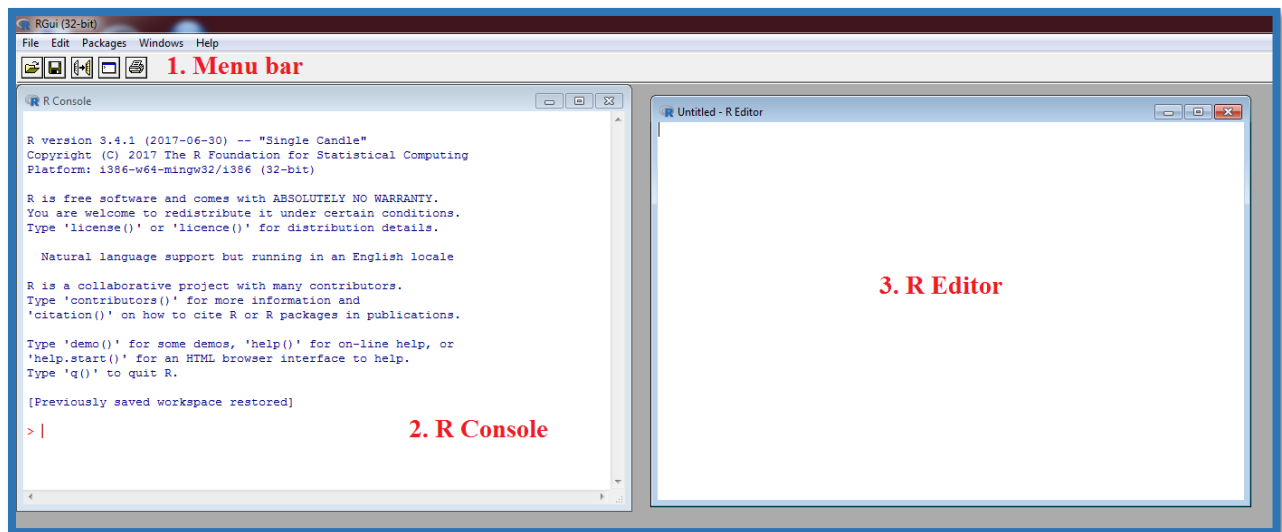 RGui (32-bit)
File Edit Packages Windows Help
1. Menu bar
R Console
R version 3.4.1 (2017-06-30) -- "Single Candle"
Copyright (C) 2017 The R Foundation for Statistical Computing
Platform: i386-w64-mingw32/i386 (32-bit)
R is free software and comes with ABSOLUTELY NO WARRANTY.
You are welcome to redistribute it under certain conditions.
Type 'license()' or 'licence()' for distribution details.
Natural language support but running in an English locale
R is a collaborative project with many contributors.
Type 'contributors()' for more information and
'citation()' on how to cite R or R packages in publications.
Type 'demo()' for some demos, 'help()' for on-line help, or
'help.start()' for an HTML browser interface to help.
Type 'q()' to quit R.
[Previously saved workspace restored]
>
2. R Console
Untitled - R Editor
3. R Editor